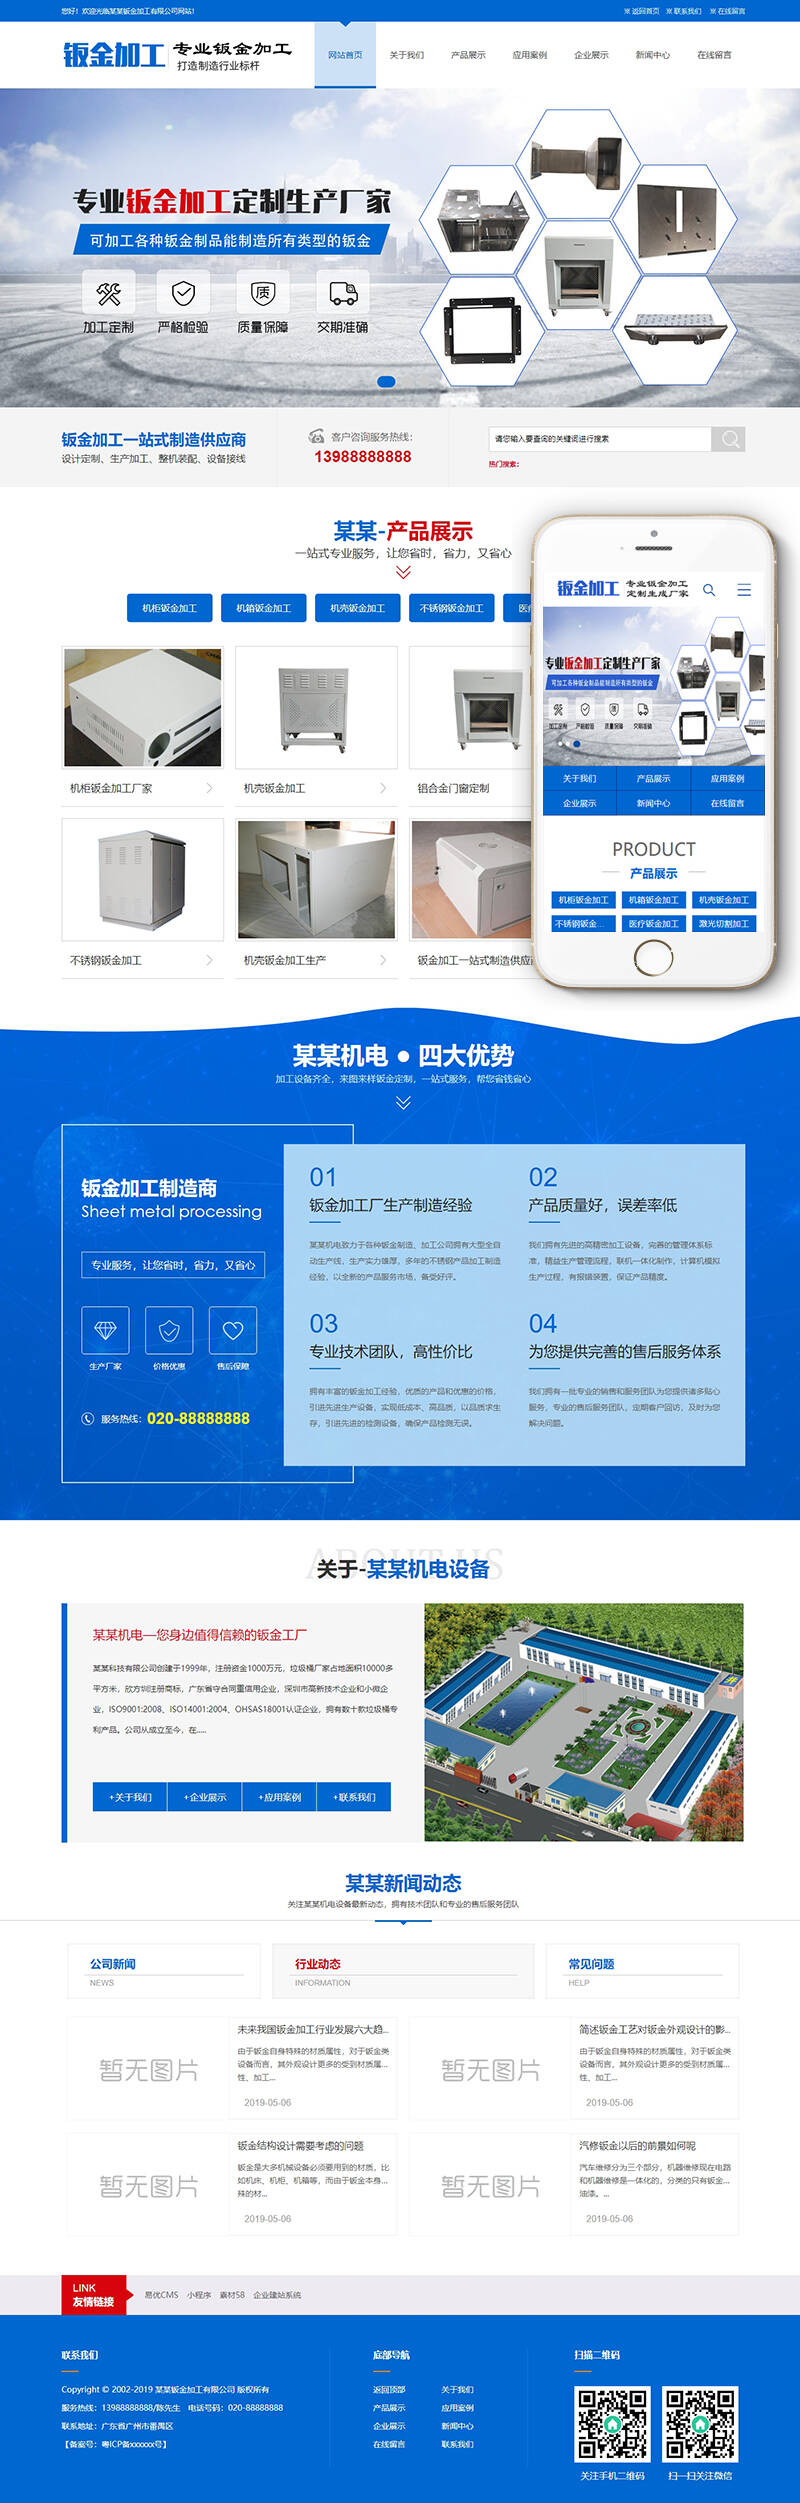 您好！欢迎光临某某钣金加工有限公司网站！
※ 返回首页 ※ 联系我们 ※ 在线留言
钣金加工
专业钣金加工
打造制造行业标杆
网站首页 关于我们 产品展示 应用案例 企业展示 新闻中心 在线留言
专业钣金加工定制生产厂家
可加工各种钣金制品能制造所有类型的钣金
加工定制 严格检验 质量保障 交期准确
钣金加工一站式制造供应商
设计定制、生产加工、整机装配、设备接线
客户咨询服务热线：
13988888888
请您输入要查询的关键词进行搜索
热门搜索：
某某-产品展示
一站式专业服务，让您省时，省力，又省心
机柜钣金加工 机箱钣金加工 机壳钣金加工 不锈钢钣金加工 医疗
机柜钣金加工厂家 机壳钣金加工 铝合金门窗定制
不锈钢钣金加工 机壳钣金加工生产 钣金加工一站式制造供应
钣金加工
专业钣金加工
定制生成厂家
专业钣金加工定制生产厂家
可加工各种钣金制品能制造所有类型的钣金
加工定制 严格检验 质量保障 交期准确
关于我们 产品展示 应用案例
企业展示 新闻中心 在线留言
PRODUCT
产品展示
机柜钣金加工 机箱钣金加工 机壳钣金加工
不锈钢钣金... 医疗钣金加工 激光切割加工
某某机电 ● 四大优势
加工设备齐全，来图来样钣金定制，一站式服务，帮您省钱省心
钣金加工制造商
Sheet metal processing
专业服务，让您省时，省力，又省心
生产厂家 价格优惠 售后保障
服务热线：020-88888888
01
钣金加工厂生产制造经验
某某机电致力于各种钣金制造、加工公司拥有大型全自
动生产线，生产实力雄厚，多年的不锈钢产品加工制造
经验，以全新的产品服务市场，备受好评。
02
产品质量好，误差率低
我们拥有先进的高精密加工设备，完善的管理体系标
准，精益生产管理流程，联机一体化制作，计算机模拟
生产过程，有报错装置，保证产品精度。
03
专业技术团队，高性价比
拥有丰富的钣金加工经验，优质的产品和优惠的价格，
引进先进生产设备，实现低成本、高品质，以品质求生
存，引进先进的检测设备，确保产品检测无误。
04
为您提供完善的售后服务体系
我们拥有一批专业的销售和服务团队为您提供诸多贴心
服务，专业的售后服务团队，定期客户回访，及时为您
解决问题。
ABOUT US
关于-某某机电设备
某某机电—您身边值得信赖的钣金工厂
某某科技有限公司创建于1999年，注册资金1000万元，垃圾桶厂家占地面积10000多
平方米，欣方圳注册商标，广东省守合同重信用企业，深圳市高新技术企业和小微企
业，ISO9001:2008、ISO14001:2004、OHSAS18001认证企业，拥有数十款垃圾桶专
利产品。公司从成立至今，在.....
+关于我们 +企业展示 +应用案例 +联系我们
某某新闻动态
关注某某机电设备最新动态，拥有技术团队和专业的售后服务团队
公司新闻
NEWS
行业动态
INFORMATION
常见问题
HELP
暂无图片
未来我国钣金加工行业发展六大趋...
由于钣金自身特殊的材质属性，对于钣金类
设备而言，其外观设计更多的受到材质属...
性、加工...
2019-05-06
暂无图片
简述钣金工艺对钣金外观设计的影...
由于钣金自身特殊的材质属性，对于钣金类
设备而言，其外观设计更多的受到材质属...
性、加工...
2019-05-06
暂无图片
钣金结构设计需要考虑的问题
钣金是大多机械设备必须要用到的材质，比
如机床、机柜、机箱等，而由于钣金本身...
殊的材...
2019-05-06
暂无图片
汽修钣金以后的前景如何呢
汽车维修分为三个部分，机器维修现在电路
和机器维修是一体化的，分类的只有钣金...
油漆。...
2019-05-06
LINK
友情链接
易优CMS 小程序 素材58 企业建站系统
联系我们
Copyright © 2002-2019 某某钣金加工有限公司 版权所有
服务热线：13988888888/陈先生 电话号码：020-88888888
联系地址：广东省广州市番禺区
【备案号：粤ICP备xxxxxx号】
底部导航
返回顶部 关于我们
产品展示 应用案例
企业展示 新闻中心
在线留言 联系我们
扫描二维码
关注手机二维码 扫一扫关注微信